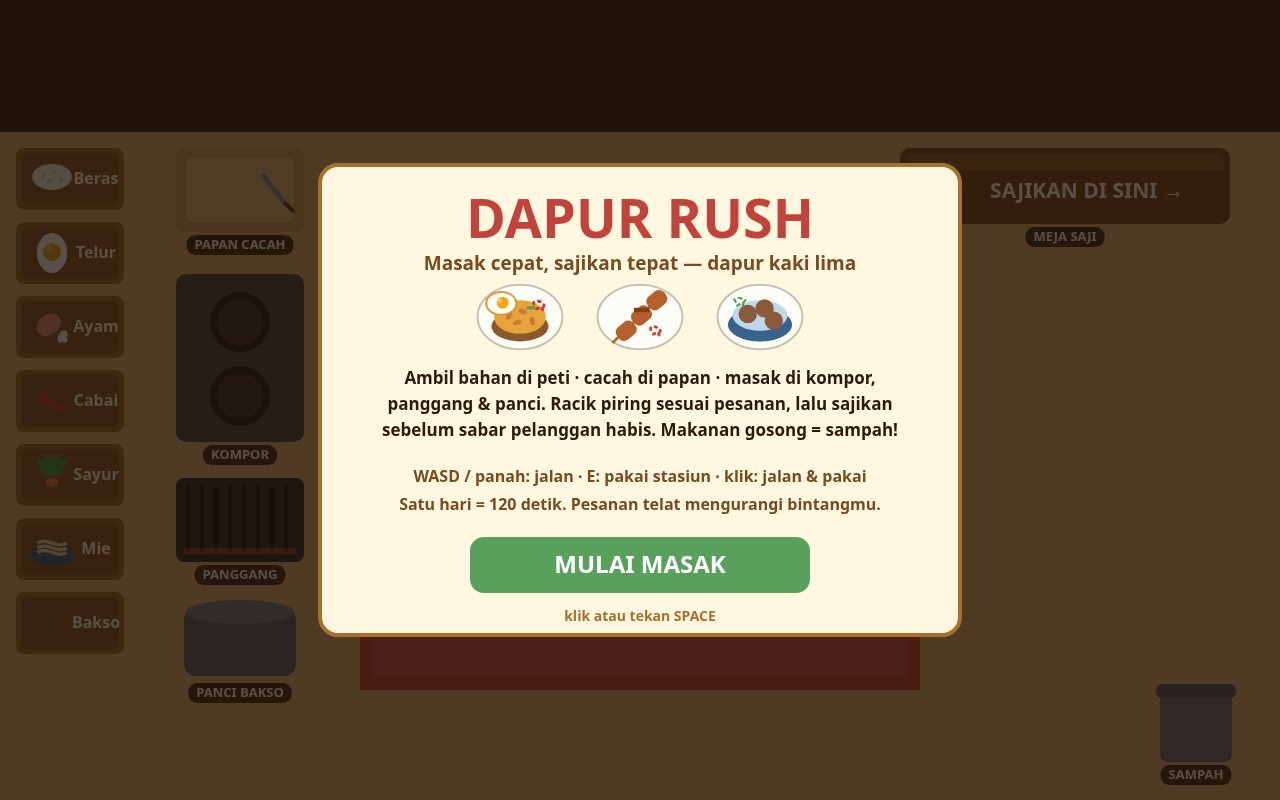 Beras
Telur
Ayam
Cabai
Sayur
Mie
Bakso
PAPAN CACAH
KOMPOR
PANGGANG
PANCI BAKSO
DAPUR RUSH
Masak cepat, sajikan tepat — dapur kaki lima
Ambil bahan di peti · cacah di papan · masak di kompor,
panggang & panci. Racik piring sesuai pesanan, lalu sajikan
sebelum sabar pelanggan habis. Makanan gosong = sampah!
WASD / panah: jalan · E: pakai stasiun · klik: jalan & pakai
Satu hari = 120 detik. Pesanan telat mengurangi bintangmu.
MULAI MASAK
klik atau tekan SPACE
SAJIKAN DI SINI →
MEJA SAJI
SAMPAH